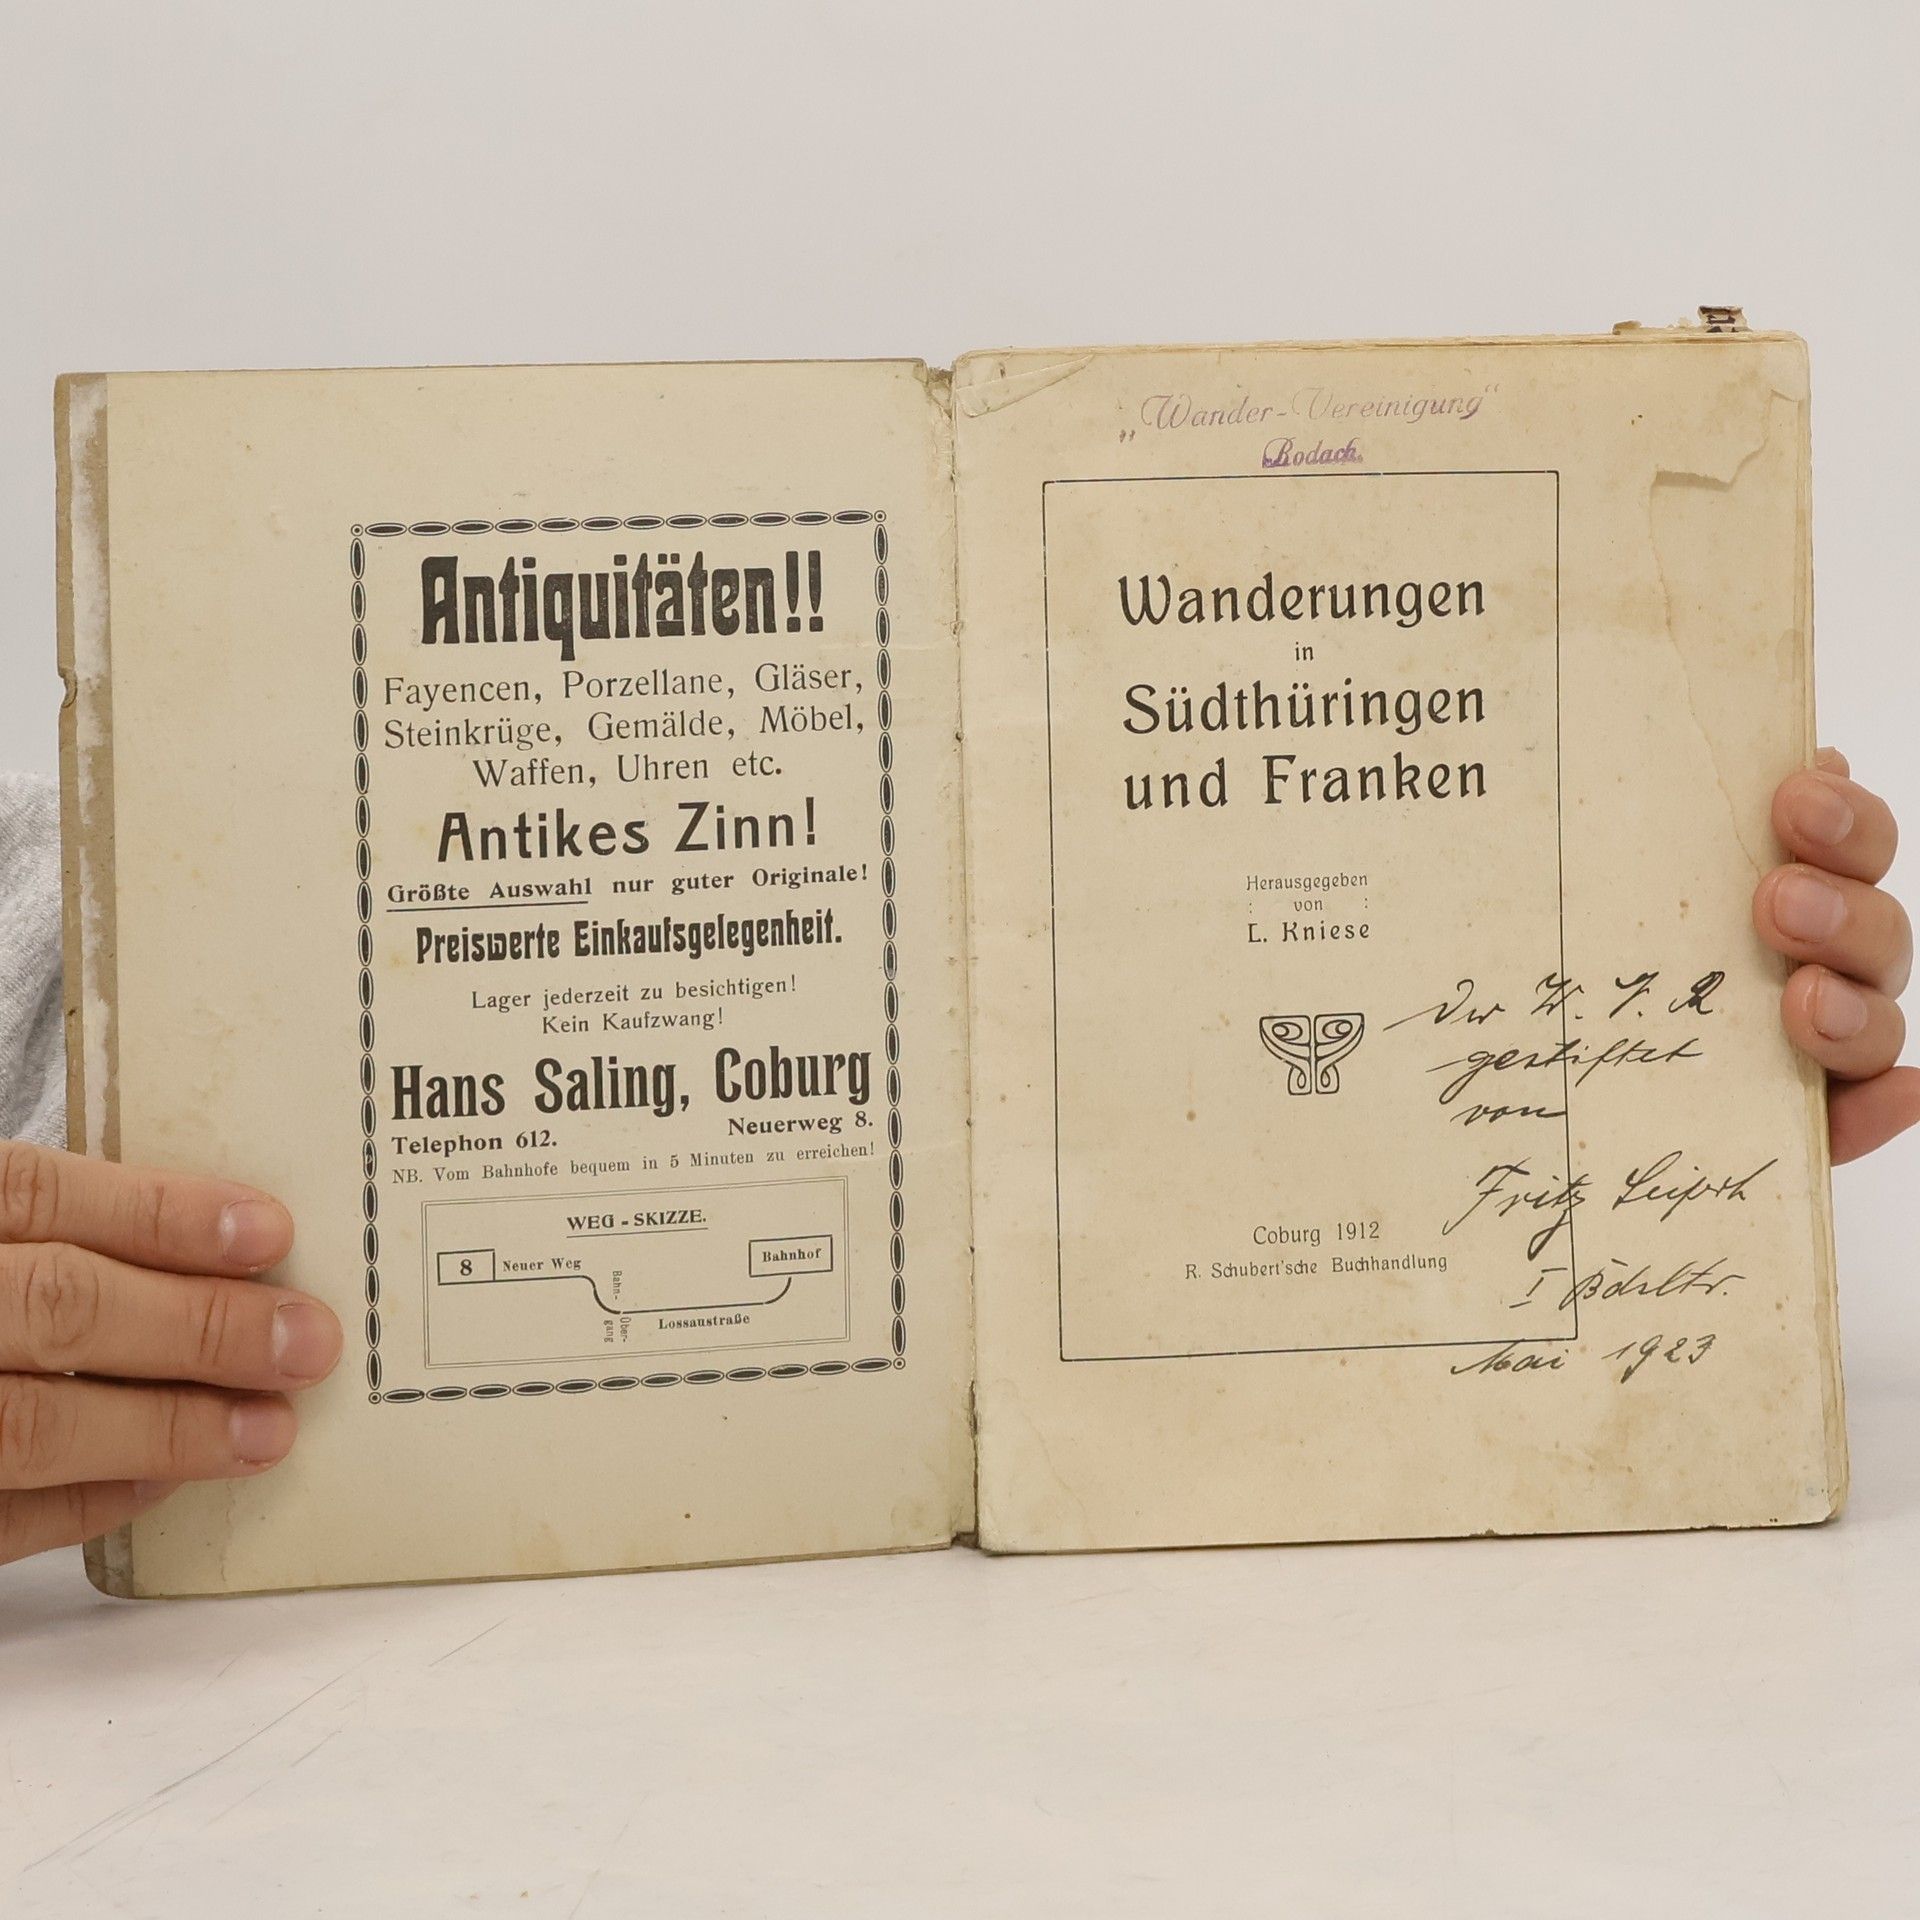 Antiquitäten!!
Fayencen, Porzellane, Gläser,
Steinkrüge, Gemälde, Möbel,
Waffen, Uhren etc.
Antikes Zinn!
Größte Auswahl nur guter Originale!
Preiswerte Einkaufsgelegenheit.
Lager jederzeit zu besichtigen!
Kein Kaufzwang!
Hans Saling, Coburg
Telephon 612. Neuerweg 8.
NB. Vom Bahnhofe bequem in 5 Minuten zu erreichen!
WEG - SKIZZE.
8 Neuer Weg
Bahnhof
Bahn-
Über-
gang
Lossaustraße
„Wander-Vereinigung“
Rodach.
Wanderungen
in
Südthüringen
und Franken
Herausgegeben
: von :
L. Kniese
Der W. V. R
gestiftet
von
Fritz
Coburg 1912
R. Schubert'sche Buchhandlung
I
Mai 1923